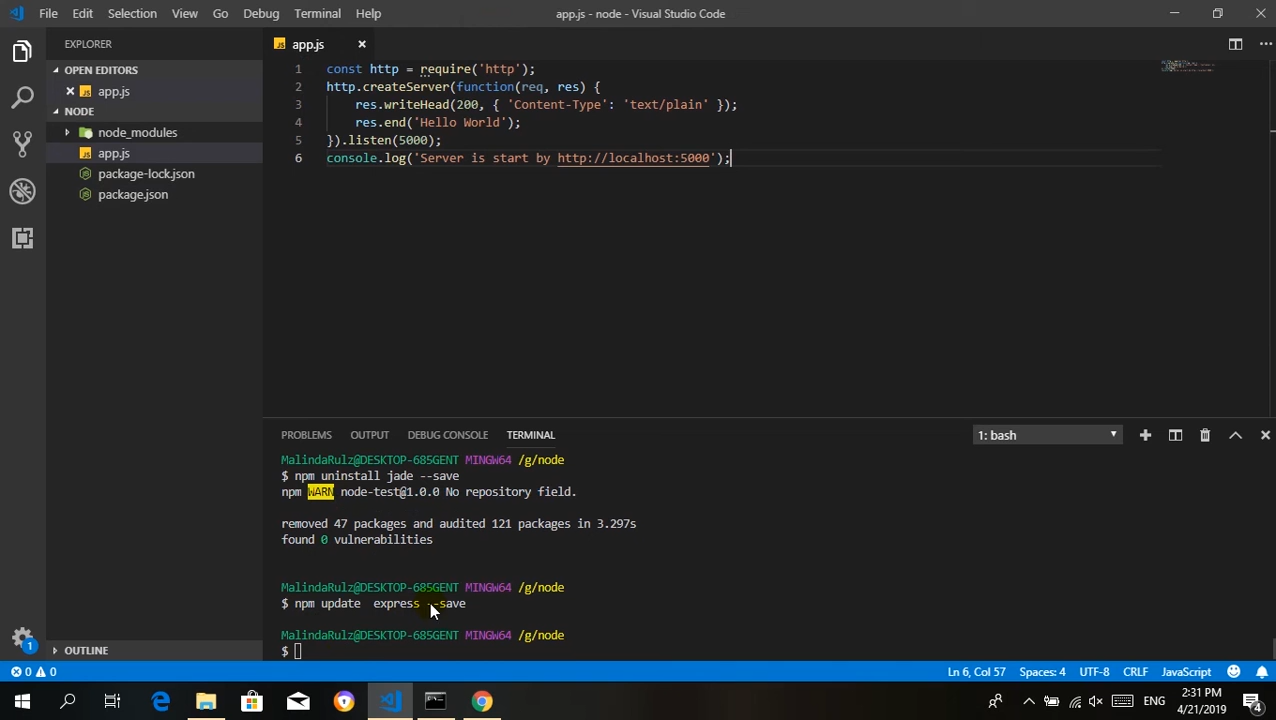 File Edit Selection View Go Debug Terminal Help app.js - node - Visual Studio Code
EXPLORER
OPEN EDITORS
app.js
NODE
node_modules
app.js
package-lock.json
package.json
OUTLINE
app.js
1 const http = require('http');
2 http.createServer(function(req, res) {
3 res.writeHead(200, { 'Content-Type': 'text/plain' });
4 res.end('Hello World');
5 }).listen(5000);
6 console.log('Server is start by http://localhost:5000');
PROBLEMS OUTPUT DEBUG CONSOLE TERMINAL 1: bash
MalindaRulz@DESKTOP-685GENT MINGW64 /g/node
$ npm uninstall jade --save
npm WARN node-test@1.0.0 No repository field.
removed 47 packages and audited 121 packages in 3.297s
found 0 vulnerabilities
MalindaRulz@DESKTOP-685GENT MINGW64 /g/node
$ npm update  express --save
MalindaRulz@DESKTOP-685GENT MINGW64 /g/node
$
1
0 0 Ln 6, Col 57 Spaces: 4 UTF-8 CRLF JavaScript
ENG 2:31 PM
4/21/2019 4